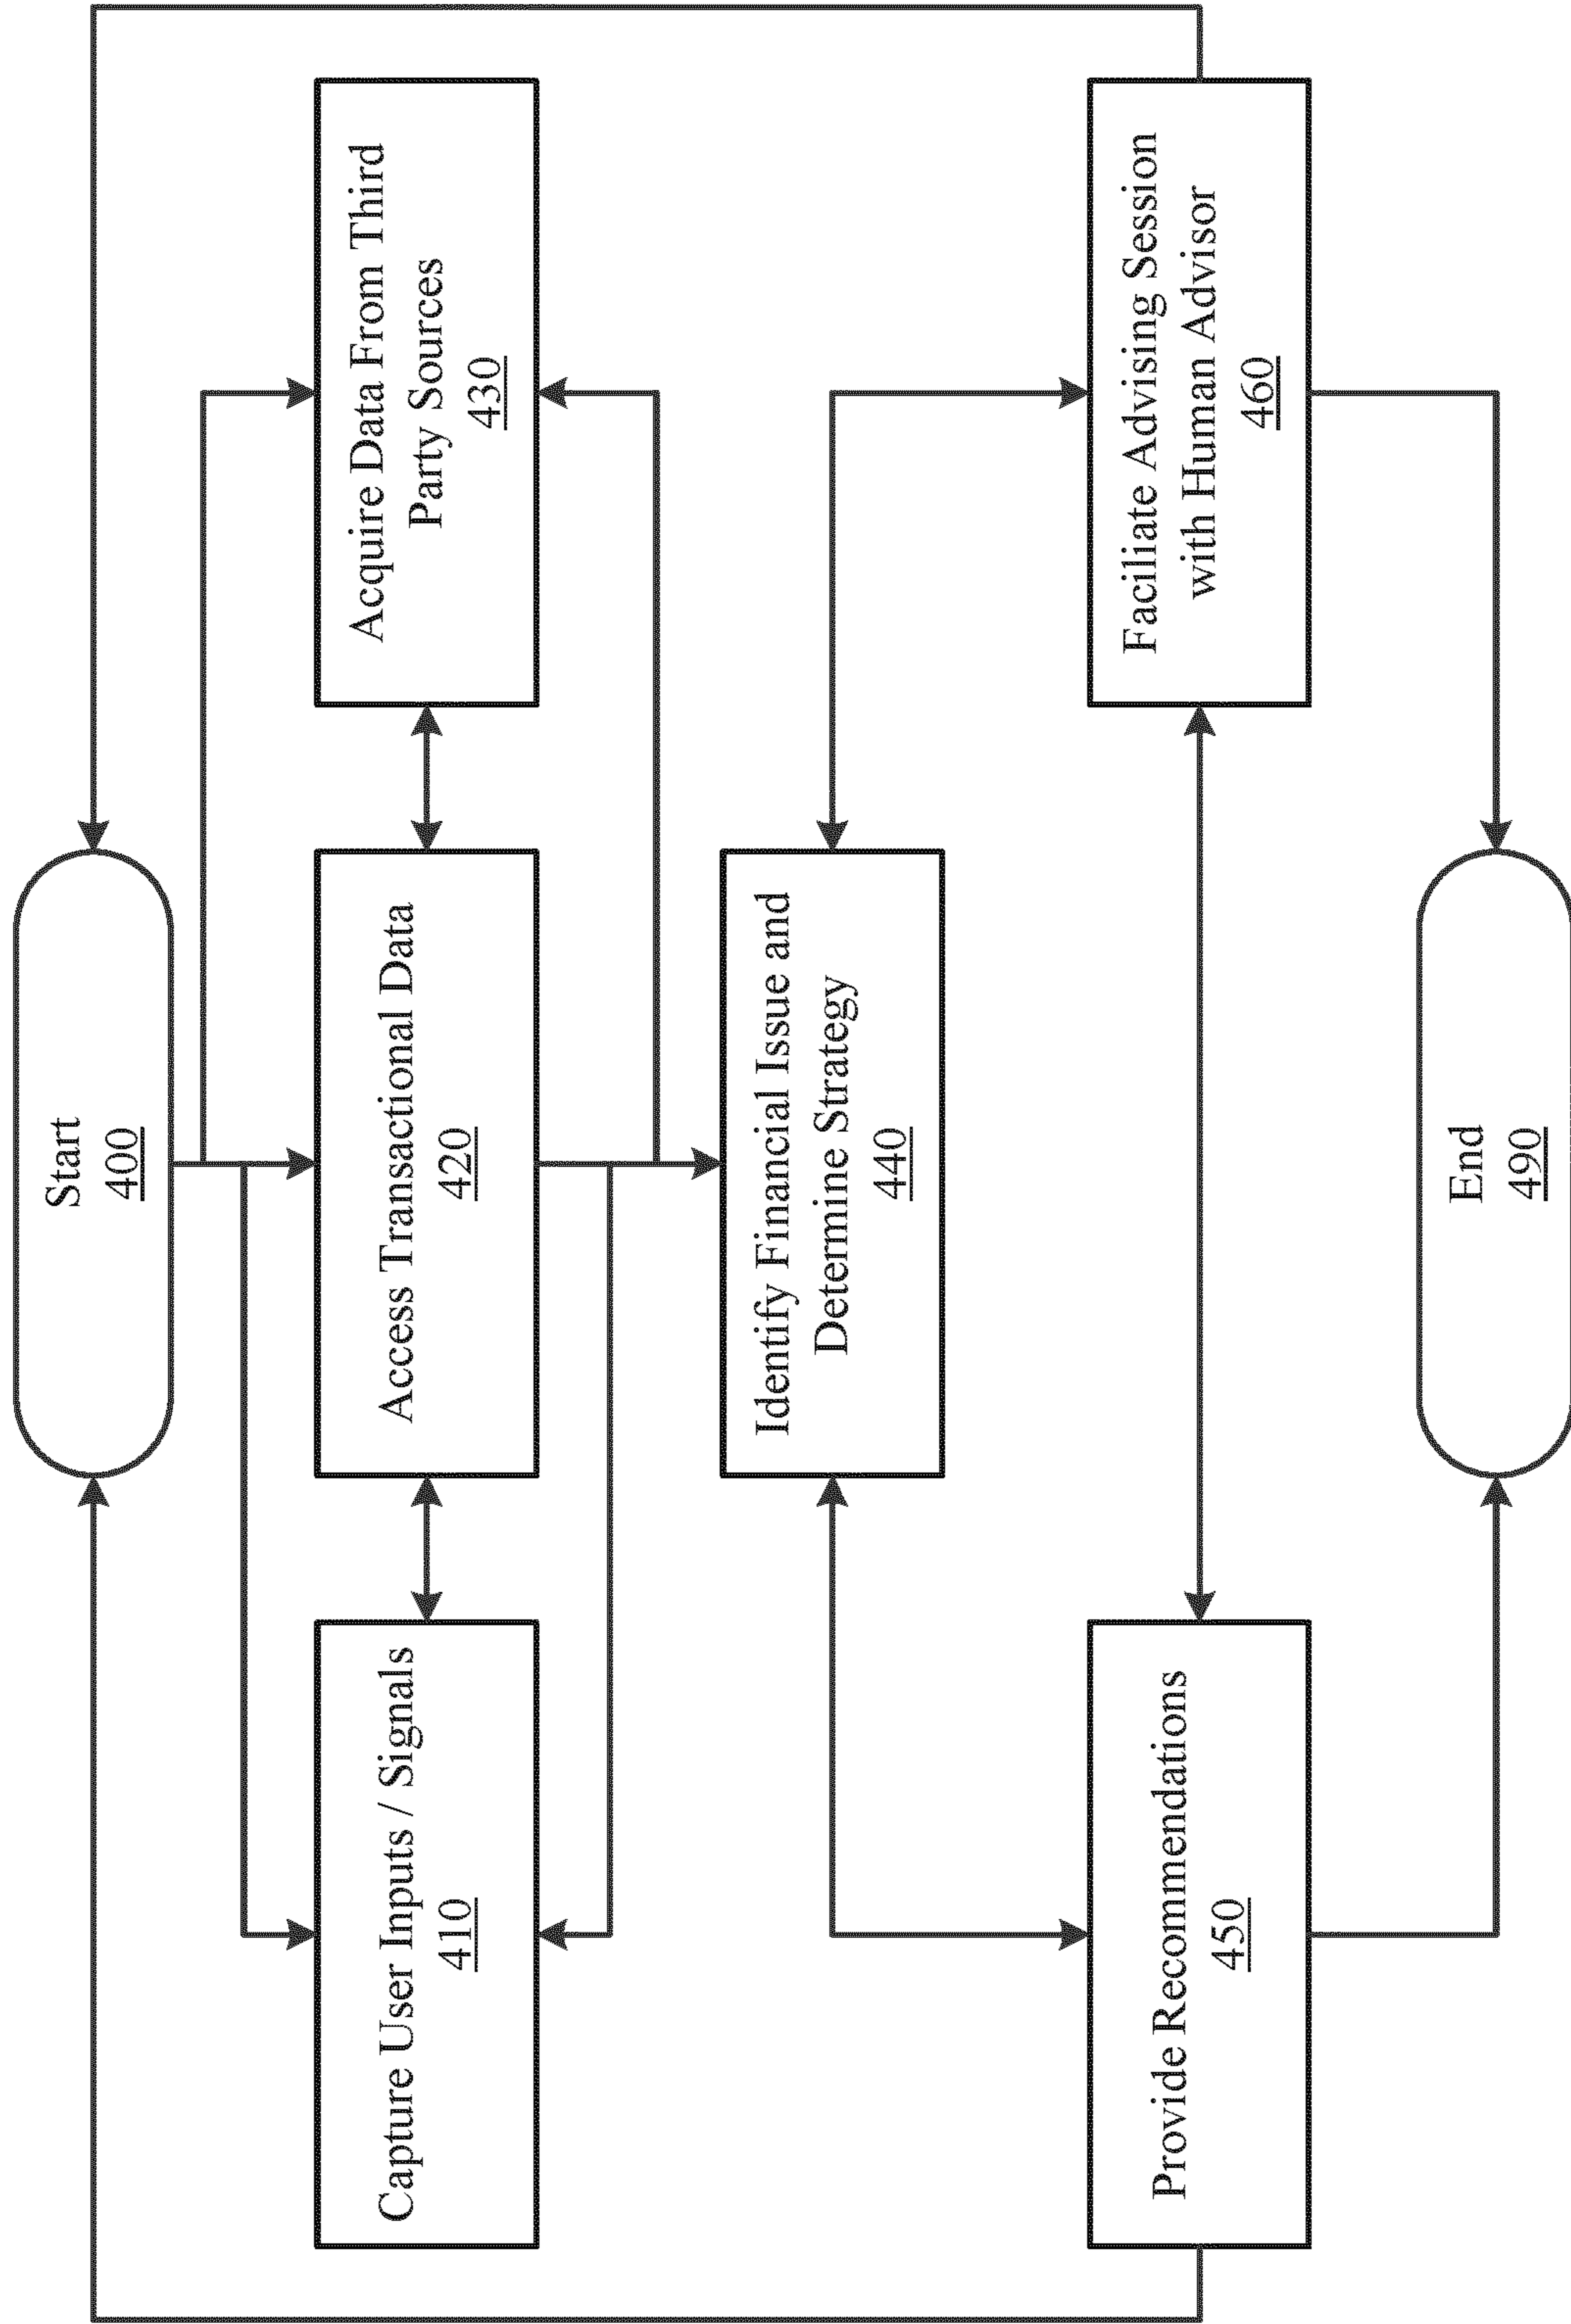 Start
400
Capture User Inputs / Signals
410
Access Transactional Data
420
Acquire Data From Third
Party Sources
430
Identify Financial Issue and
Determine Strategy
440
Provide Recommendations
450
Faciliate Advising Session
with Human Advisor
460
End
490